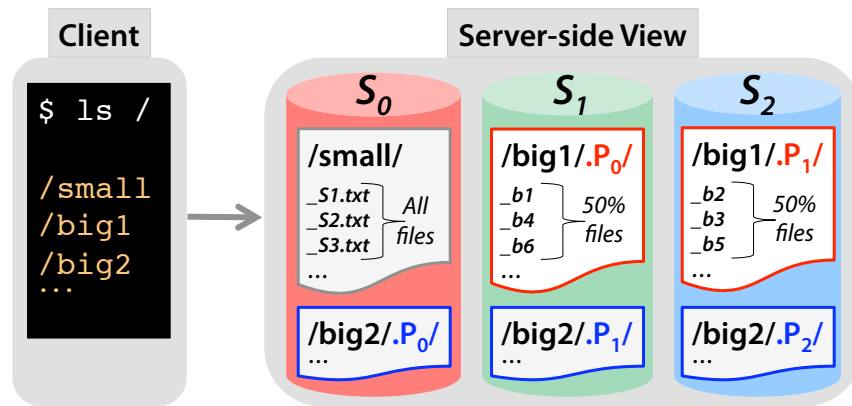 Client
$ ls /
/small
/big1
/big2
...
Server-side View
S0
/small/
_S1.txt
_S2.txt
_S3.txt
...
All
files
/big2/.P0/
...
S1
/big1/.P0/
_b1
_b4
_b6
...
50%
files
/big2/.P1/
...
S2
/big1/.P1/
_b2
_b3
_b5
...
50%
files
/big2/.P2/
...